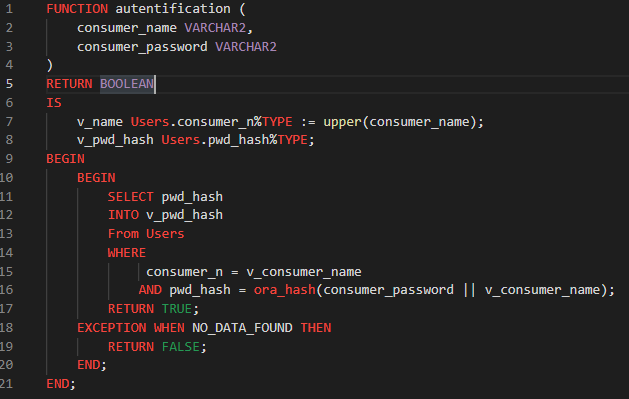 1 FUNCTION autentification (
2 consumer_name VARCHAR2,
3 consumer_password VARCHAR2
4 )
5 RETURN BOOLEAN
6 IS
7 v_name Users.consumer_n%TYPE := upper(consumer_name);
8 v_pwd_hash Users.pwd_hash%TYPE;
9 BEGIN
10 BEGIN
11 SELECT pwd_hash
12 INTO v_pwd_hash
13 From Users
14 WHERE
15 consumer_n = v_consumer_name
16 AND pwd_hash = ora_hash(consumer_password || v_consumer_name);
17 RETURN TRUE;
18 EXCEPTION WHEN NO_DATA_FOUND THEN
19 RETURN FALSE;
20 END;
21 END;